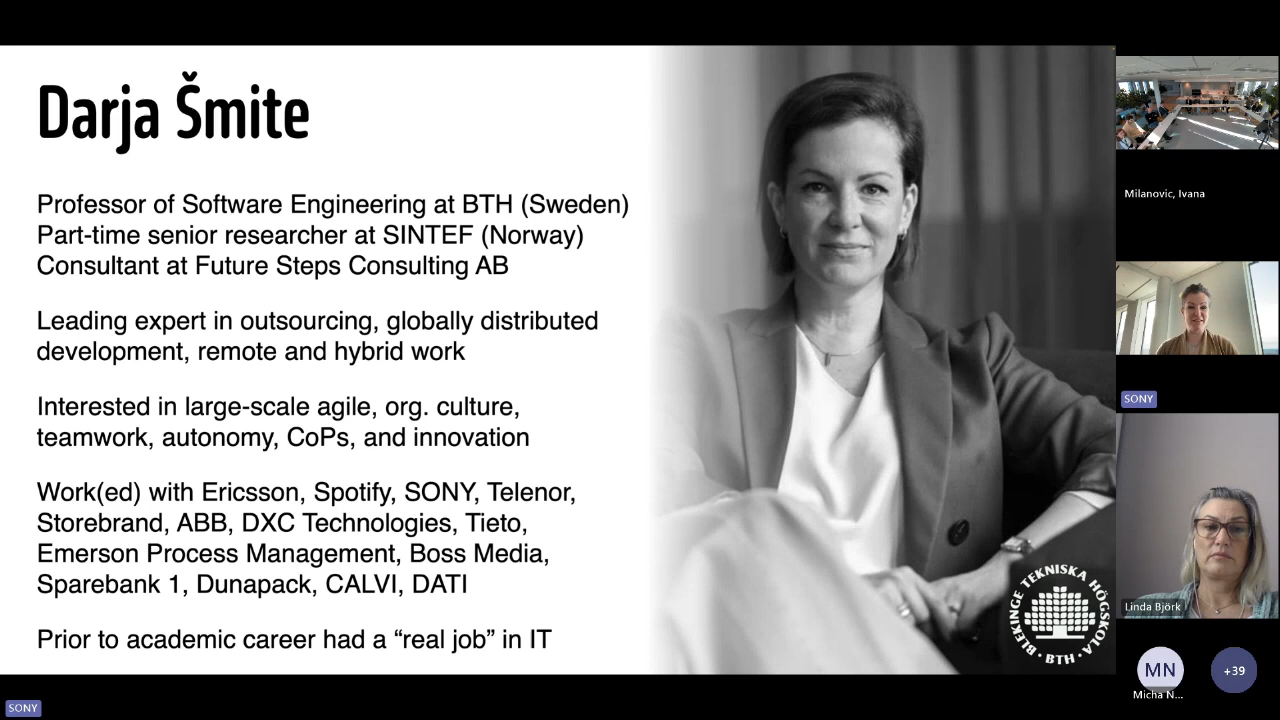 Darja Šmite
Professor of Software Engineering at BTH (Sweden)
Part-time senior researcher at SINTEF (Norway)
Consultant at Future Steps Consulting AB
Leading expert in outsourcing, globally distributed
development, remote and hybrid work
Interested in large-scale agile, org. culture,
teamwork, autonomy, CoPs, and innovation
Work(ed) with Ericsson, Spotify, SONY, Telenor,
Storebrand, ABB, DXC Technologies, Tieto,
Emerson Process Management, Boss Media,
Sparebank 1, Dunapack, CALVI, DATI
Prior to academic career had a “real job” in IT
BLEKINGE TEKNISKA HÖGSKOLA
· BTH ·
SONY
Milanovic, Ivana
SONY
Linda Björk
MN
Micha N...
+39